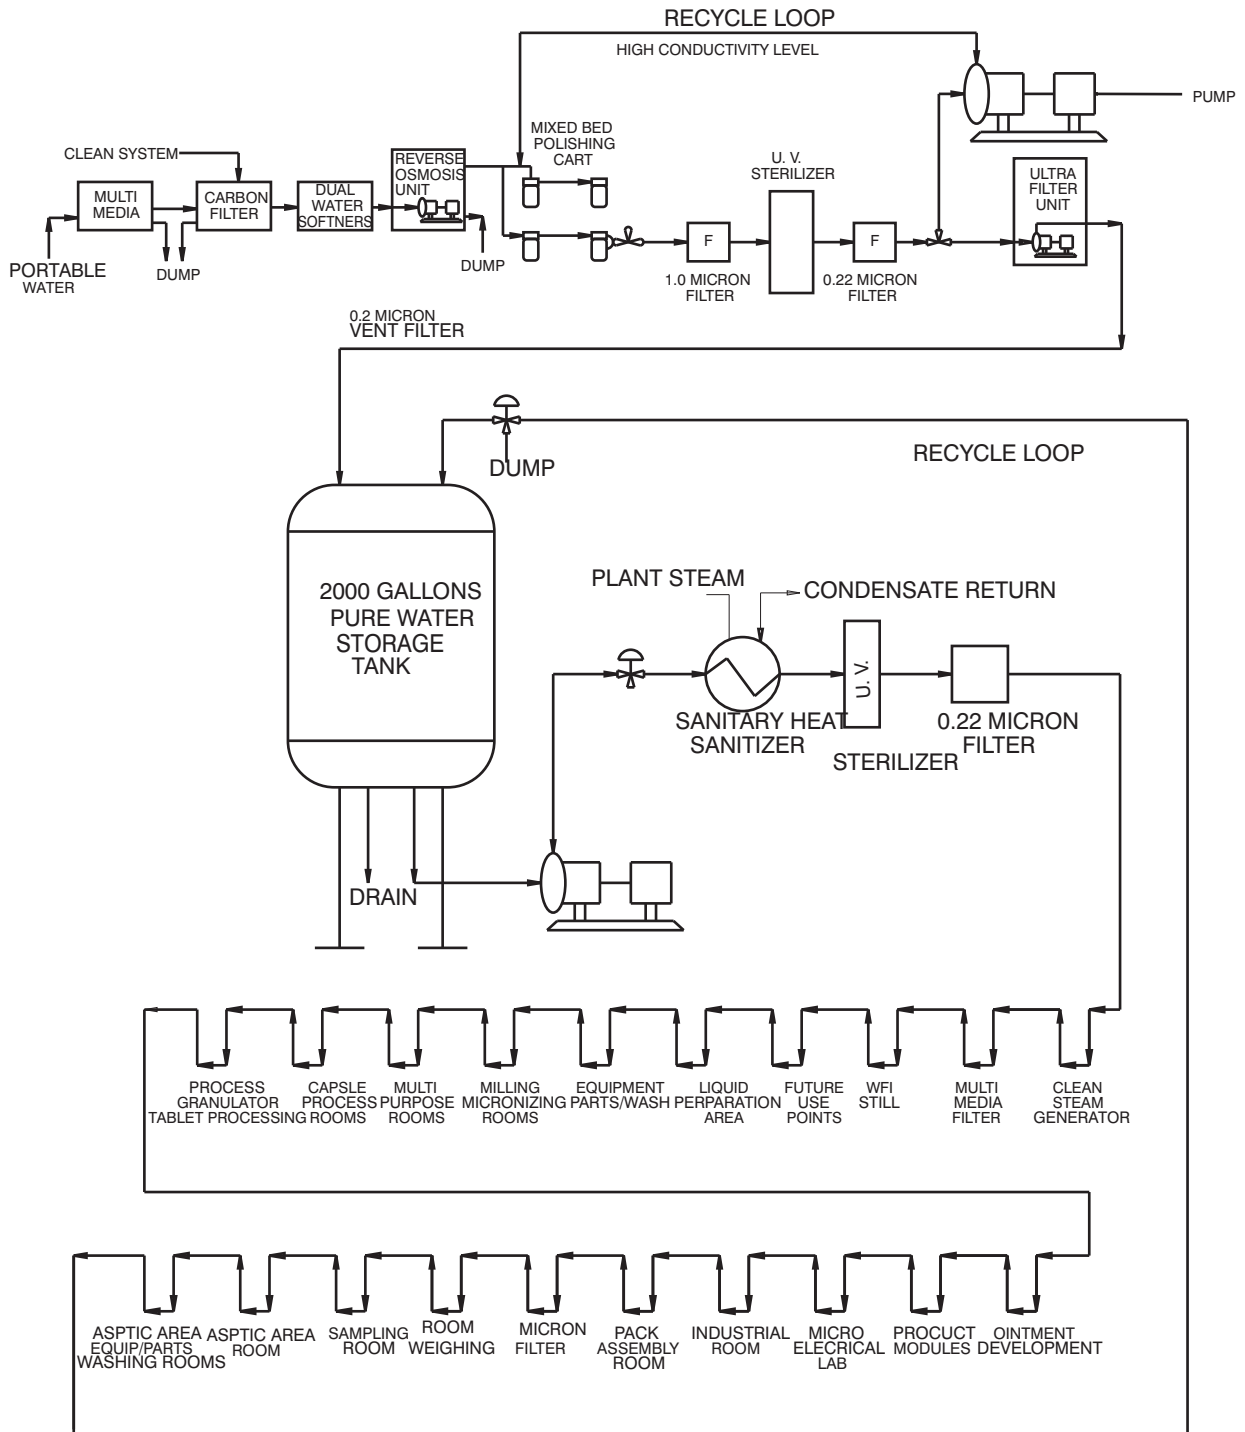 RECYCLE LOOP
HIGH CONDUCTIVITY LEVEL
PUMP
MIXED BED
POLISHING
CART
CLEAN SYSTEM
REVERSE
OSMOSIS
UNIT
U. V.
STERILIZER
ULTRA
FILTER
UNIT
MULTI
MEDIA
CARBON
FILTER
DUAL
WATER
SOFTNERS
F
F
PORTABLE
WATER
DUMP
DUMP
1.0 MICRON
FILTER
0.22 MICRON
FILTER
0.2 MICRON
VENT FILTER
DUMP
RECYCLE LOOP
2000 GALLONS
PURE WATER
STORAGE
TANK
PLANT STEAM
CONDENSATE RETURN
U. V.
SANITARY HEAT
SANITIZER
STERILIZER
0.22 MICRON
FILTER
DRAIN
PROCESS
GRANULATOR
TABLET PROCESSING
CAPSLE
PROCESS
ROOMS
MULTI
PURPOSE
ROOMS
MILLING
MICRONIZING
ROOMS
EQUIPMENT
PARTS/WASH
LIQUID
PERPARATION
AREA
FUTURE
USE
POINTS
WFI
STILL
MULTI
MEDIA
FILTER
CLEAN
STEAM
GENERATOR
ASPTIC AREA
EQUIP/PARTS
WASHING ROOMS
ASPTIC AREA
ROOM
SAMPLING
ROOM
ROOM
WEIGHING
MICRON
FILTER
PACK
ASSEMBLY
ROOM
INDUSTRIAL
ROOM
MICRO
ELECRICAL
LAB
PROCUCT
MODULES
OINTMENT
DEVELOPMENT